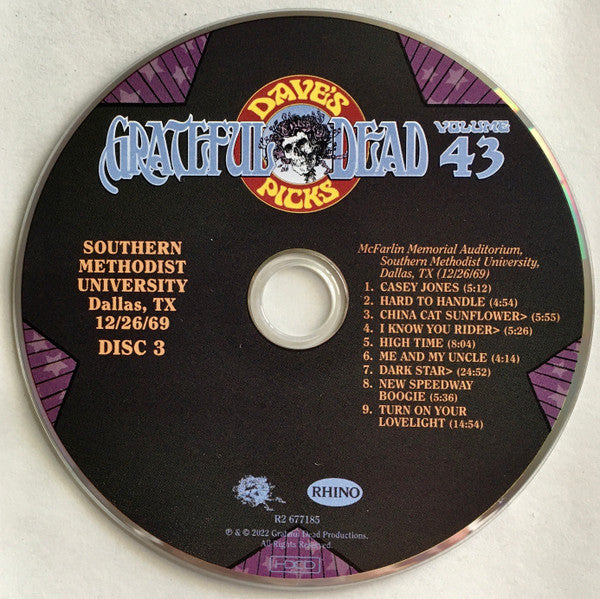 DAVE'S
GRATEFUL DEAD
PICKS
VOLUME
43
SOUTHERN
METHODIST
UNIVERSITY
Dallas, TX
12/26/69
DISC 3
McFarlin Memorial Auditorium,
Southern Methodist University,
Dallas, TX (12/26/69)
1. CASEY JONES (5:12)
2. HARD TO HANDLE (4:54)
3. CHINA CAT SUNFLOWER> (5:55)
4. I KNOW YOU RIDER> (5:26)
5. HIGH TIME (8:04)
6. ME AND MY UNCLE (4:14)
7. DARK STAR> (24:52)
8. NEW SPEEDWAY
BOOGIE (5:36)
9. TURN ON YOUR
LOVELIGHT (14:54)
RHINO
R2 677185
℗ & © 2022 Grateful Dead Productions.
All Rights Reserved.